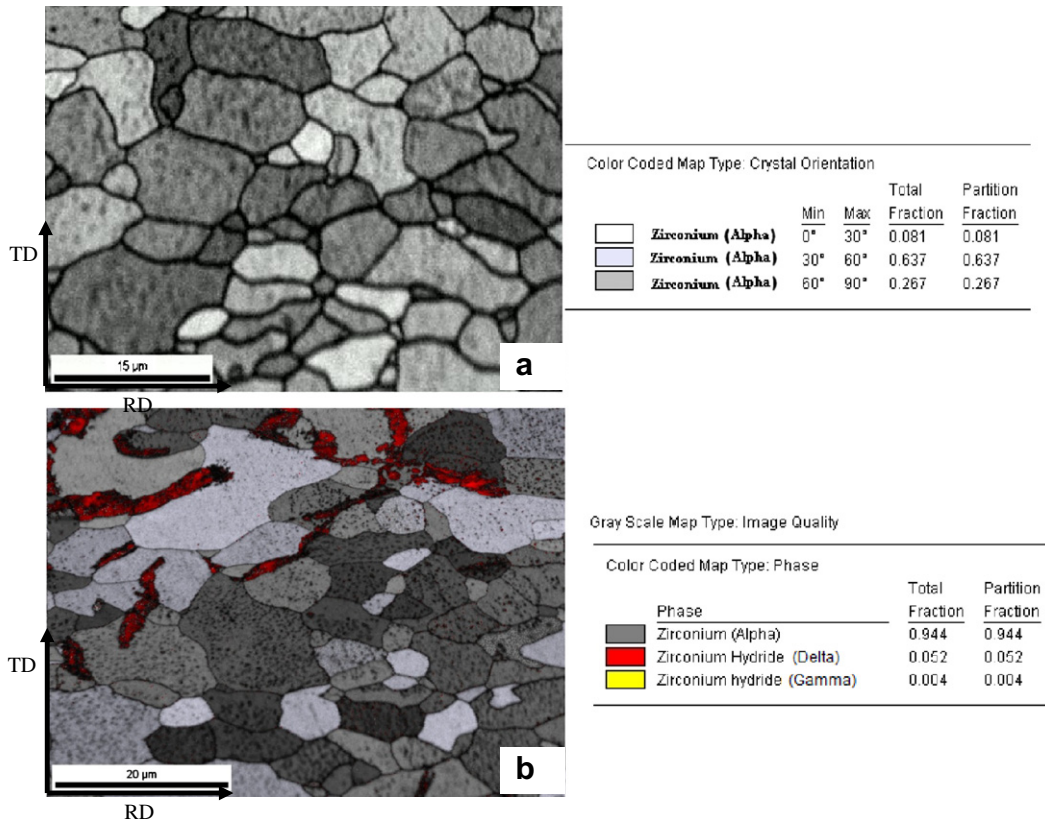 TD
15 µm
RD
a
Color Coded Map Type: Crystal Orientation
Total Partition
Min Max Fraction Fraction
Zirconium (Alpha) 0° 30° 0.081 0.081
Zirconium (Alpha) 30° 60° 0.637 0.637
Zirconium (Alpha) 60° 90° 0.267 0.267
TD
20 µm
RD
b
Gray Scale Map Type: Image Quality
Color Coded Map Type: Phase
Total Partition
Phase Fraction Fraction
Zirconium (Alpha) 0.944 0.944
Zirconium Hydride (Delta) 0.052 0.052
Zirconium hydride (Gamma) 0.004 0.004